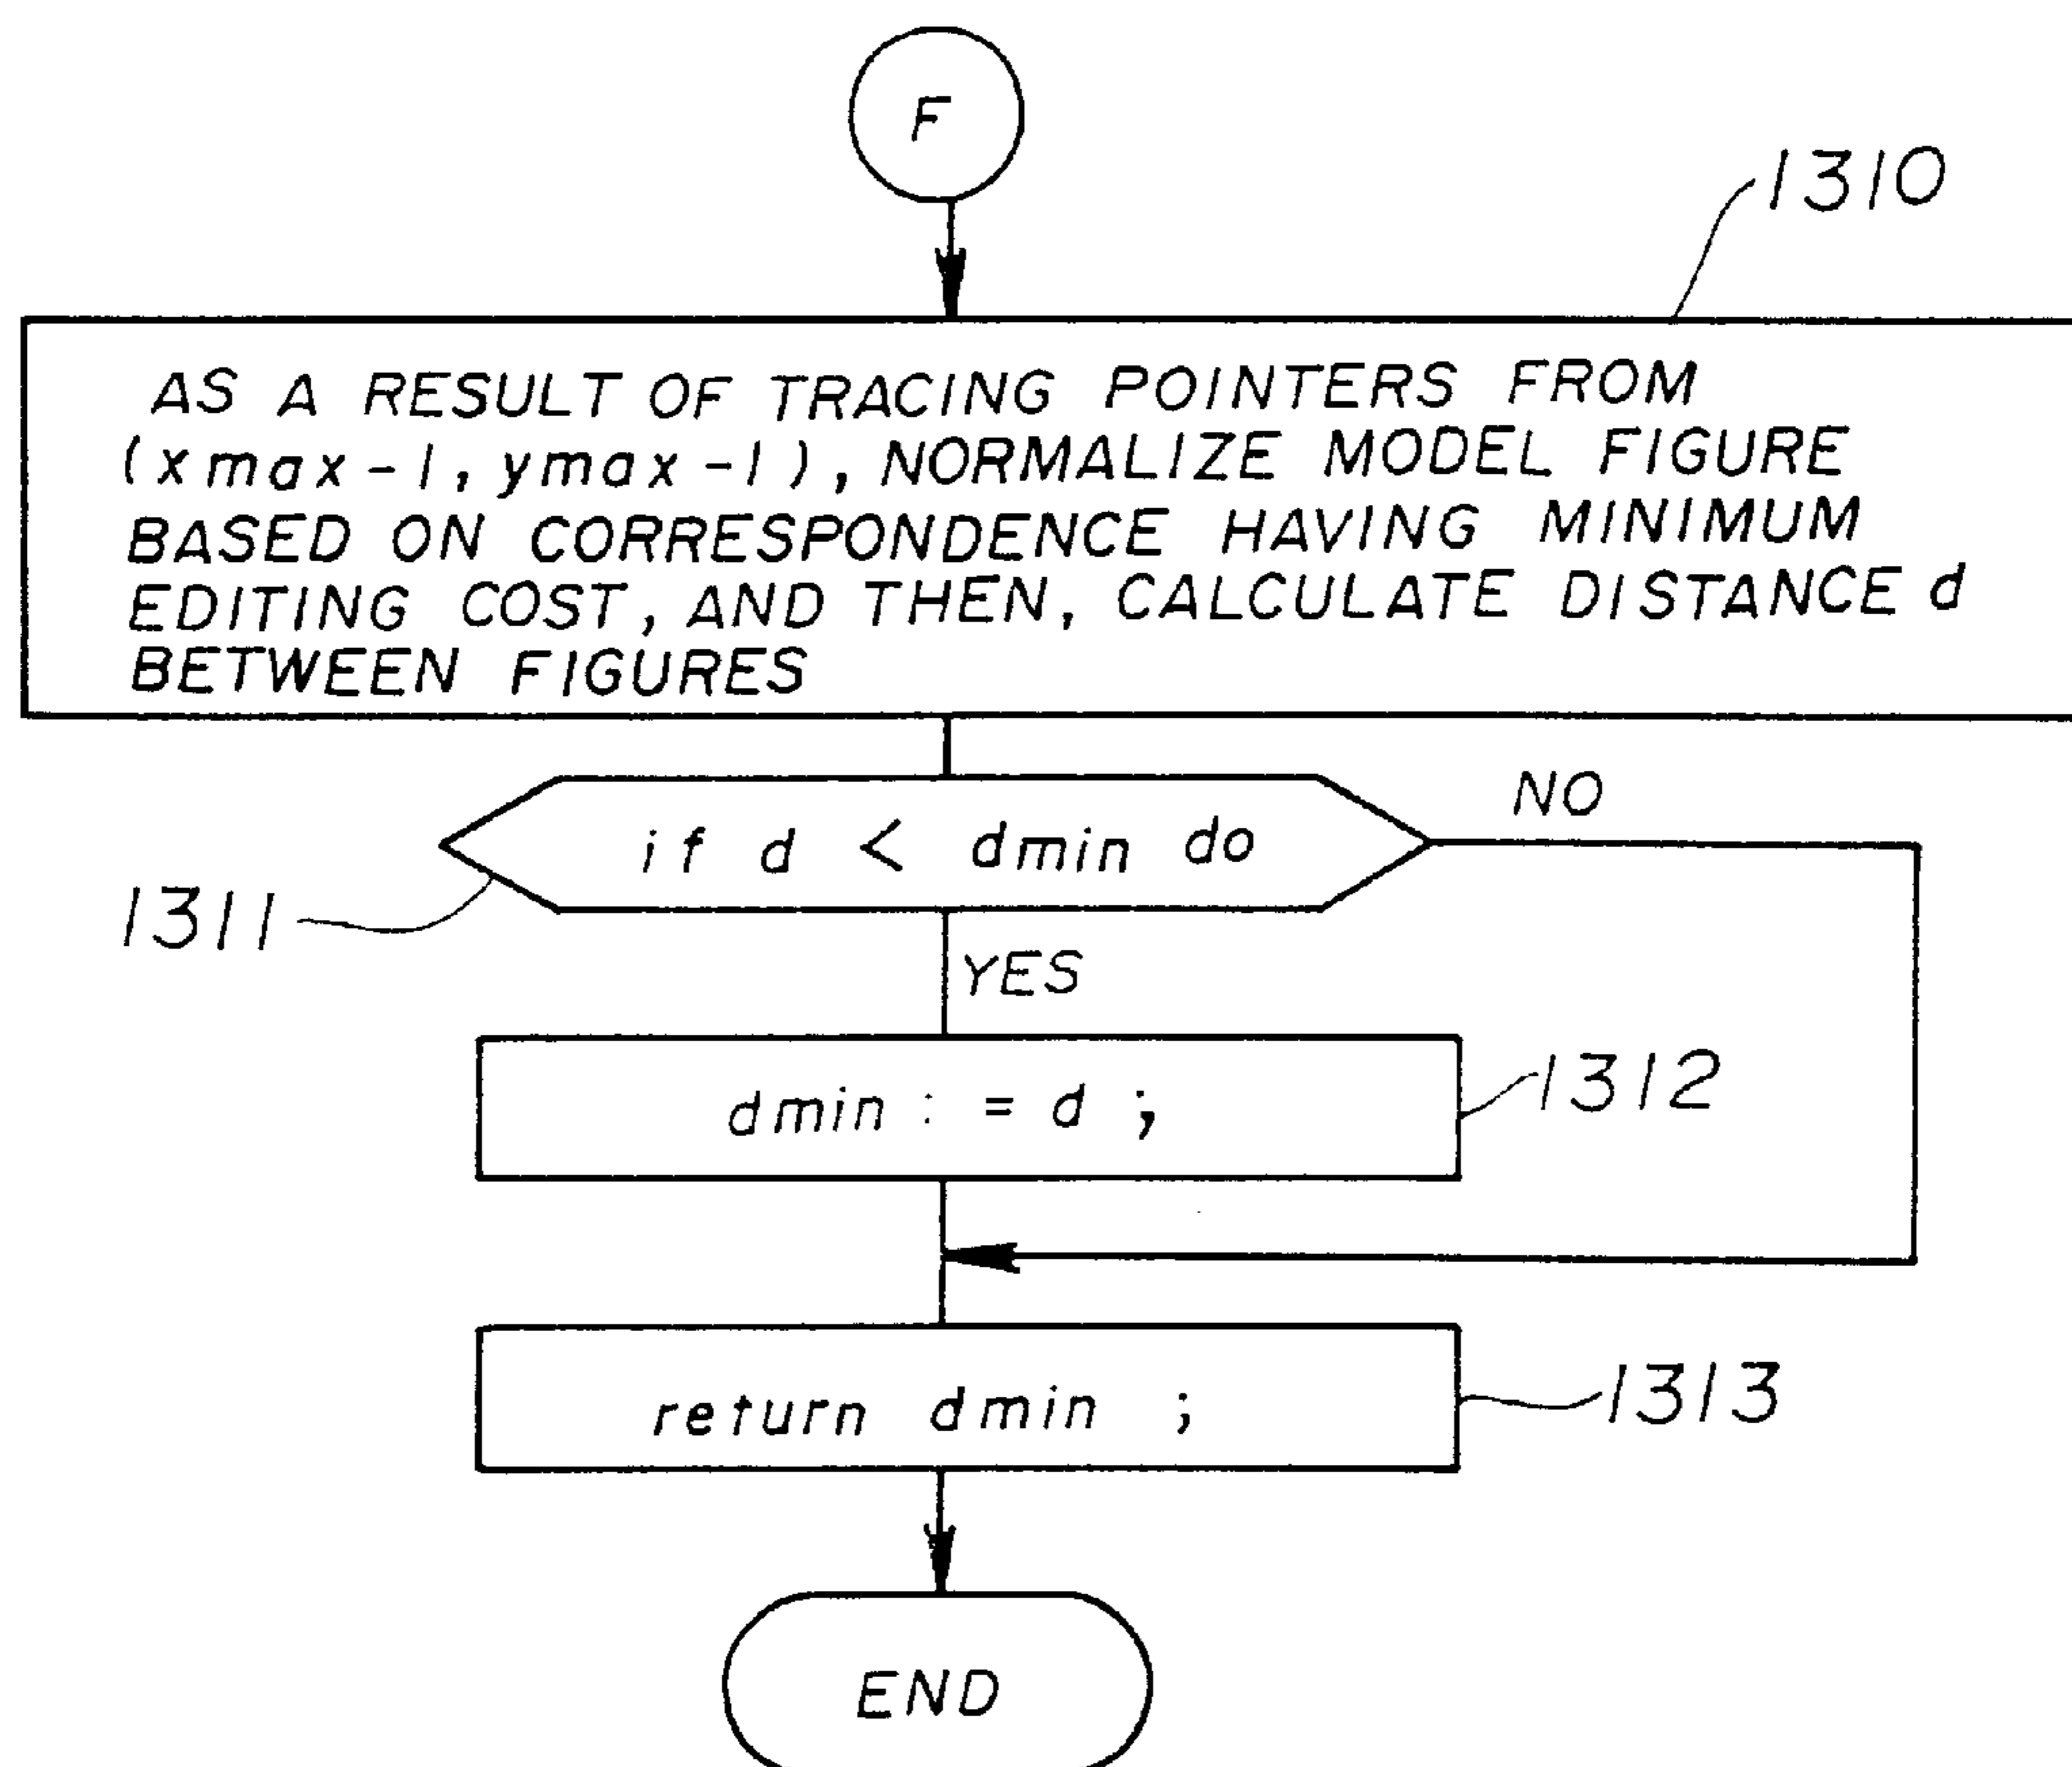 F
1310
AS A RESULT OF TRACING POINTERS FROM
(xmax-1, ymax-1), NORMALIZE MODEL FIGURE
BASED ON CORRESPONDENCE HAVING MINIMUM
EDITING COST, AND THEN, CALCULATE DISTANCE d
BETWEEN FIGURES
NO
if d < dmin do
1311
YES
dmin := d ;
1312
return dmin ;
1313
END